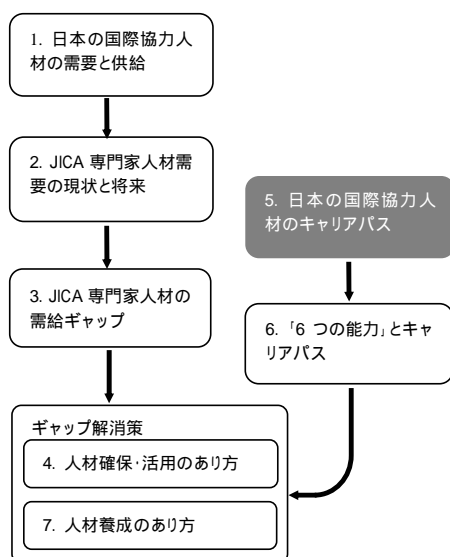 1. 日本の国際協力人
材の需要と供給
2. JICA 専門家人材需
要の現状と将来
3. JICA 専門家人材の
需給ギャップ
5. 日本の国際協力人
材のキャリアパス
6. 「6 つの能力」とキャ
リアパス
ギャップ解消策
4. 人材確保・活用のあり方
7. 人材養成のあり方